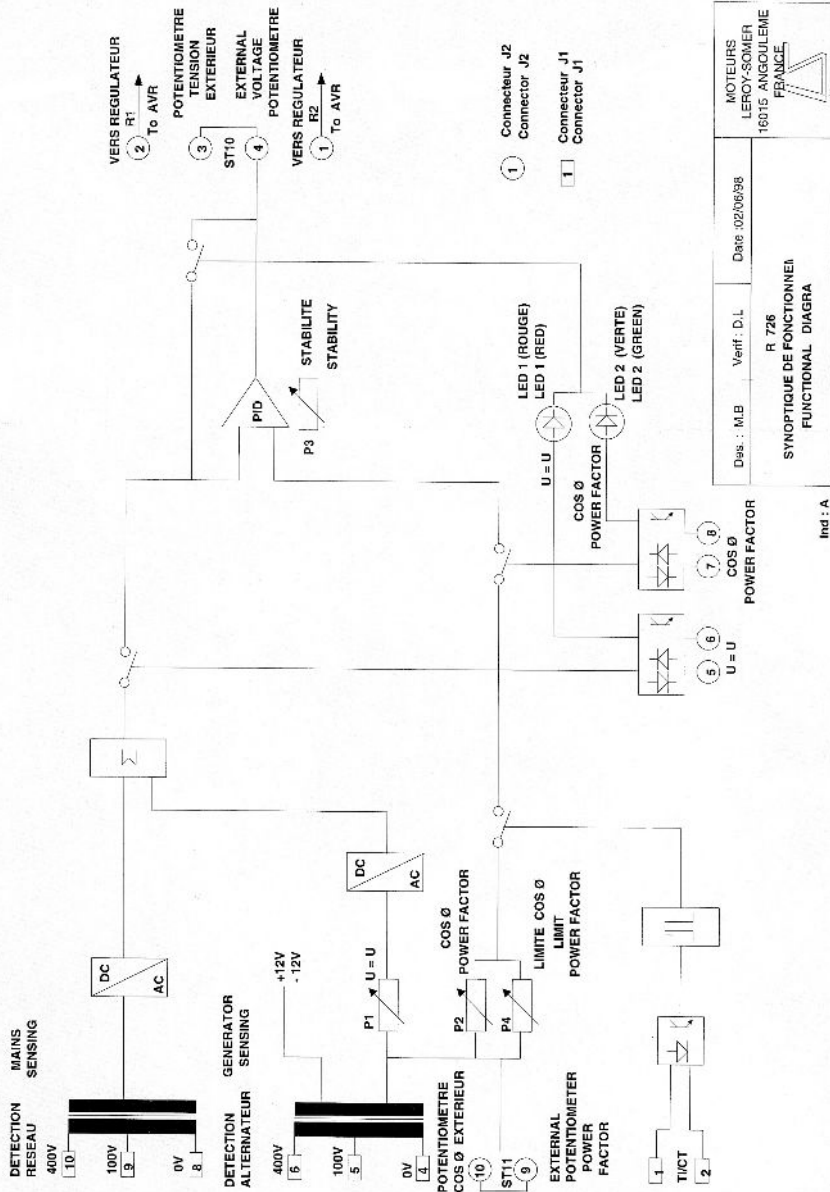 DETECTION
RESEAU
MAINS
SENSING
400V
10
100V
9
0V
8
DC
AC
Σ
DETECTION
ALTERNATEUR
GENERATOR
SENSING
400V
6
100V
5
0V
4
+12V
- 12V
P1
U = U
DC
AC
POTENTIOMETRE
COS Ø EXTERIEUR
10
ST11
9
EXTERNAL
POTENTIOMETER
POWER
FACTOR
P2
COS Ø
POWER FACTOR
P4
LIMITE COS Ø
LIMIT
POWER FACTOR
1
TI/CT
2
PID
P3
STABILITE
STABILITY
5
6
U = U
7
8
COS Ø
POWER FACTOR
U = U
LED 1 (ROUGE)
LED 1 (RED)
COS Ø
POWER FACTOR
LED 2 (VERTE)
LED 2 (GREEN)
VERS REGULATEUR
2
R1
To AVR
3
ST10
4
POTENTIOMETRE
TENSION
EXTERIEUR
EXTERNAL
VOLTAGE
POTENTIOMETRE
VERS REGULATEUR
1
R2
To AVR
1
Connecteur J2
Connector J2
1
Connecteur J1
Connector J1
Des. : M.B
Verif : D.L
Date :02/06/98
MOTEURS
LEROY-SOMER
16015 ANGOULEME
FRANCE
R 726
SYNOPTIQUE DE FONCTIONNEI
FUNCTIONAL DIAGRA
Ind : A